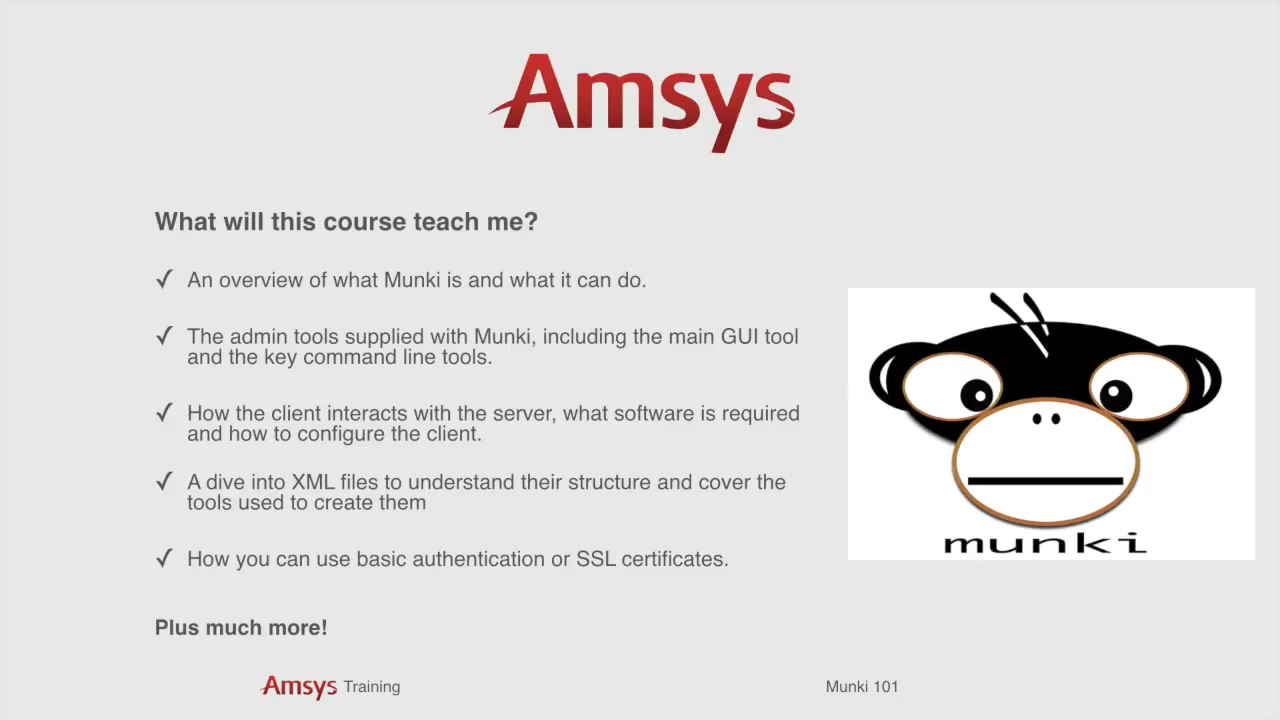 Amsys
What will this course teach me?
✓ An overview of what Munki is and what it can do.
✓ The admin tools supplied with Munki, including the main GUI tool
and the key command line tools.
✓ How the client interacts with the server, what software is required
and how to configure the client.
✓ A dive into XML files to understand their structure and cover the
tools used to create them
✓ How you can use basic authentication or SSL certificates.
munki
Plus much more!
Amsys Training
Munki 101